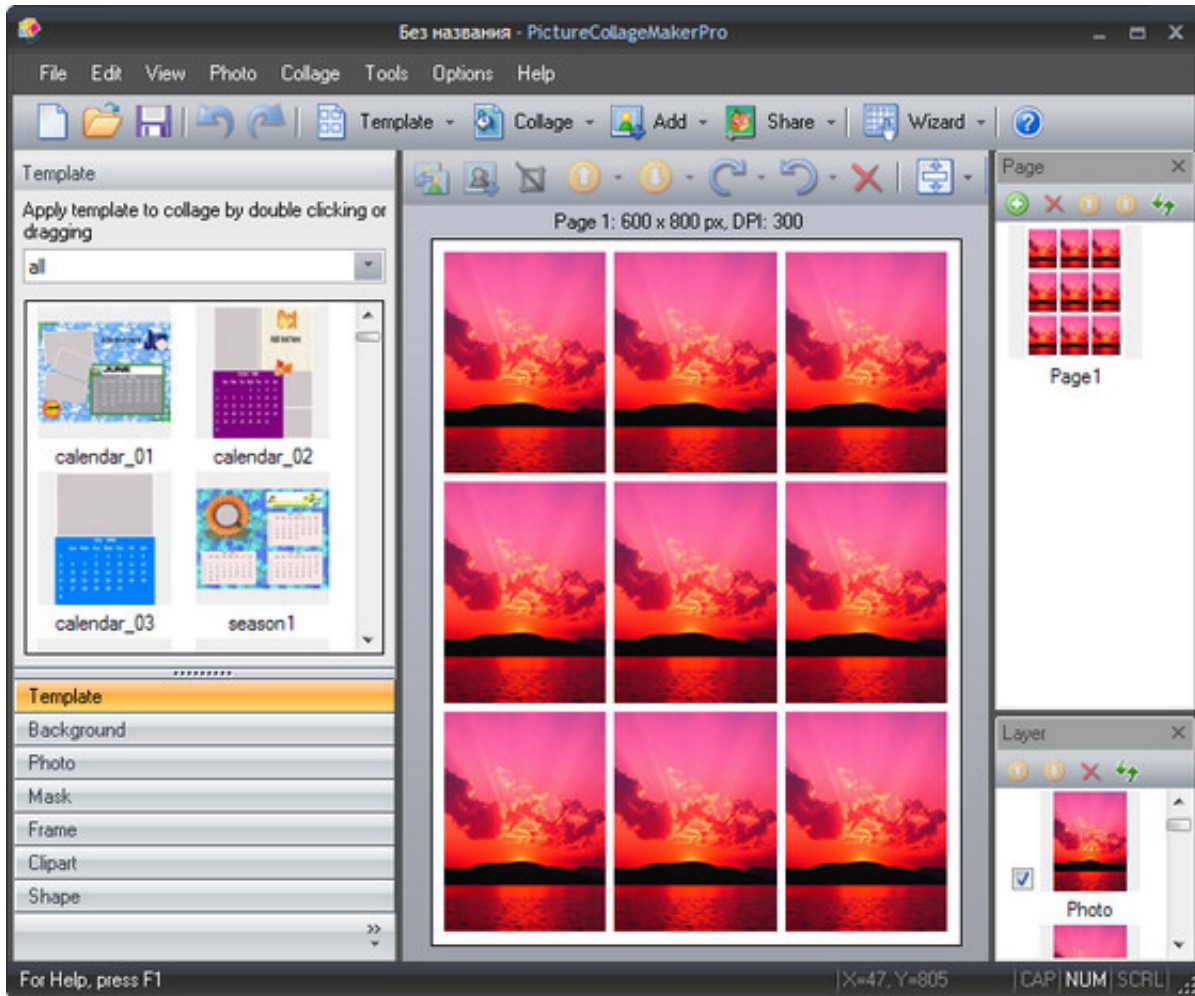 Без названия - PictureCollageMakerPro
File Edit View Photo Collage Tools Options Help
Template Collage Add Share Wizard
Template
Apply template to collage by double clicking or
dragging
all
JUNE
calendar_01 calendar_02
calendar_03 season1
Template
Background
Photo
Mask
Frame
Clipart
Shape
Page 1: 600 x 800 px, DPI: 300
Page
Page1
Layer
Photo
For Help, press F1 X=47, Y=805 CAP NUM SCRL